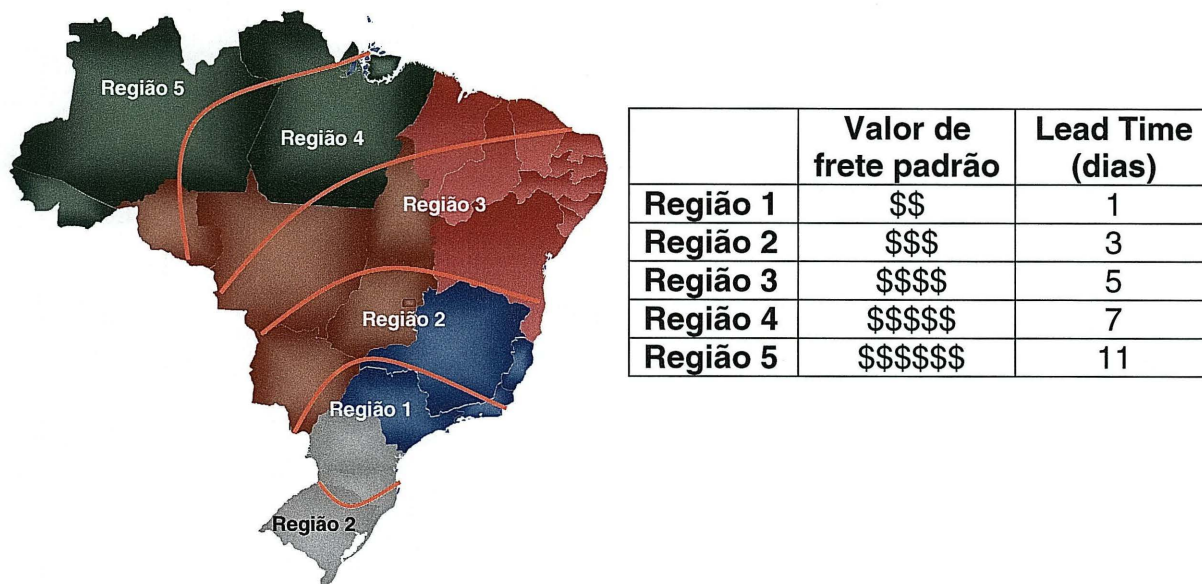 Região 5
Região 4
Região 3
Região 2
Região 1
Região 2
Valor de frete padrão Lead Time (dias)
Região 1 $$ 1
Região 2 $$$ 3
Região 3 $$$$ 5
Região 4 $$$$$ 7
Região 5 $$$$$$ 11